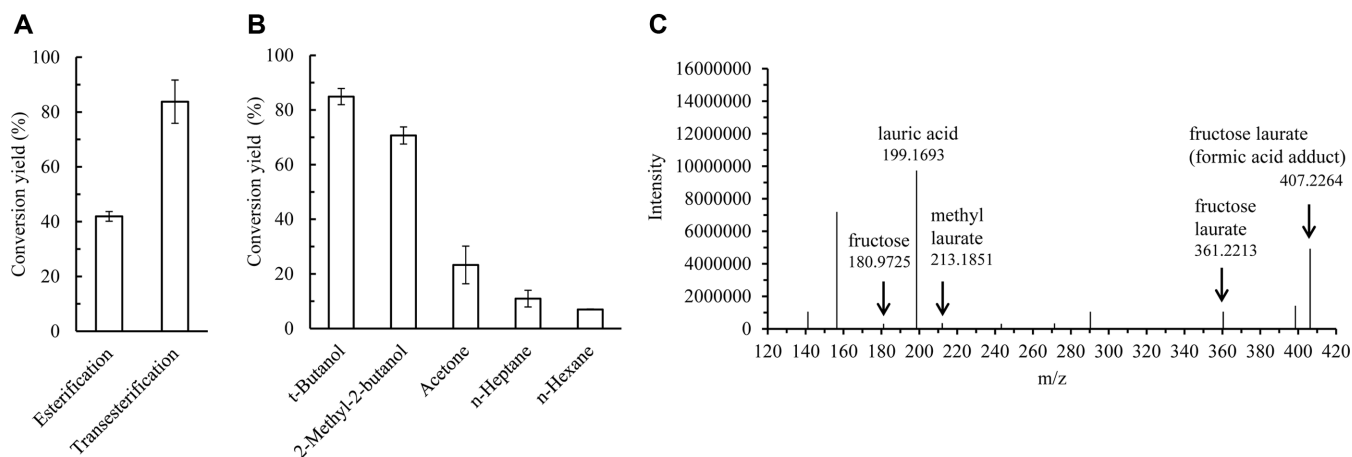 A
Conversion yield (%)
100
80
60
40
20
0
Esterification
Transesterification
B
Conversion yield (%)
100
80
60
40
20
0
t-Butanol
2-Methyl-2-butanol
Acetone
n-Heptane
n-Hexane
C
Intensity
16000000
14000000
12000000
10000000
8000000
6000000
4000000
2000000
0
120 140 160 180 200 220 240 260 280 300 320 340 360 380 400 420
m/z
fructose
180.9725
lauric acid
199.1693
methyl
laurate
213.1851
fructose
laurate
361.2213
fructose laurate
(formic acid adduct)
407.2264